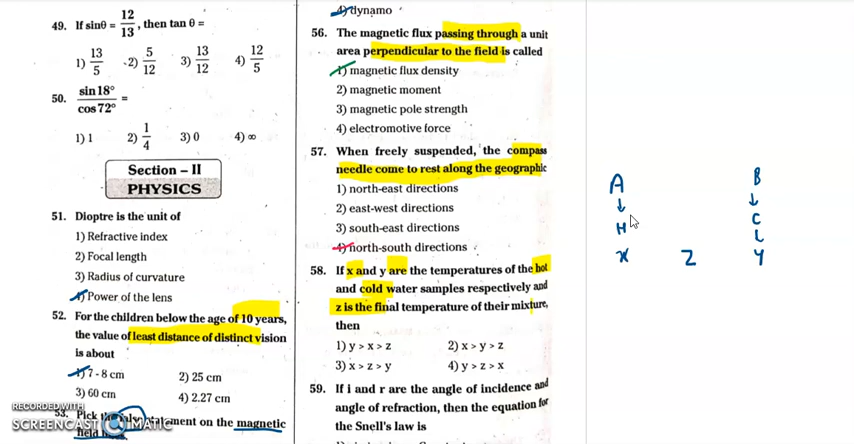 49. If sinθ = 12/13, then tan θ =
1) 13/5 2) 5/12 3) 13/12 4) 12/5
50. sin 18°/cos 72° =
1) 1 2) 1/4 3) 0 4) ∞
Section – II
PHYSICS
51. Dioptre is the unit of
1) Refractive index
2) Focal length
3) Radius of curvature
4) Power of the lens
52. For the children below the age of 10 years,
the value of least distance of distinct vision
is about
1) 7 - 8 cm 2) 25 cm
3) 60 cm 4) 2.27 cm
53. Pick the statement on the magnetic
field
RECORDED WITH
SCREENCAST MATIC
4) dynamo
56. The magnetic flux passing through a unit
area perpendicular to the field is called
1) magnetic flux density
2) magnetic moment
3) magnetic pole strength
4) electromotive force
57. When freely suspended, the compass
needle come to rest along the geographic
1) north-east directions
2) east-west directions
3) south-east directions
4) north-south directions
58. If x and y are the temperatures of the hot
and cold water samples respectively and
z is the final temperature of their mixture,
then
1) y > x > z 2) x > y > z
3) x > z > y 4) y > z > x
59. If i and r are the angle of incidence and
angle of refraction, then the equation for
the Snell's law is
A B
↓ ↓
H C
x z y